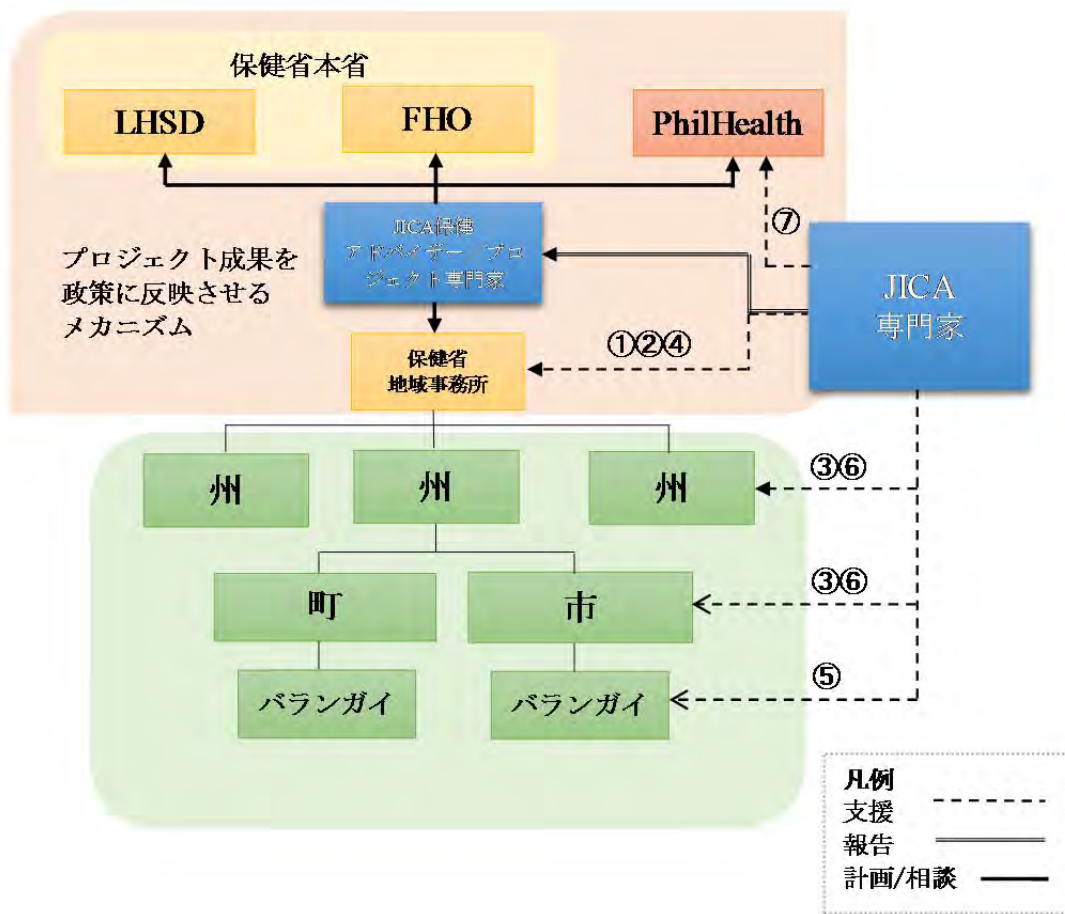 保健省本省
LHSD
FHO
PhilHealth
JICA保健
アドバイザー／プロ
ジェクト専門家
⑦
プロジェクト成果を
政策に反映させる
メカニズム
JICA
専門家
保健省
地域事務所
①②④
州
州
州
③⑥
町
市
③⑥
バランガイ
バランガイ
⑤
凡例
支援
報告
計画/相談